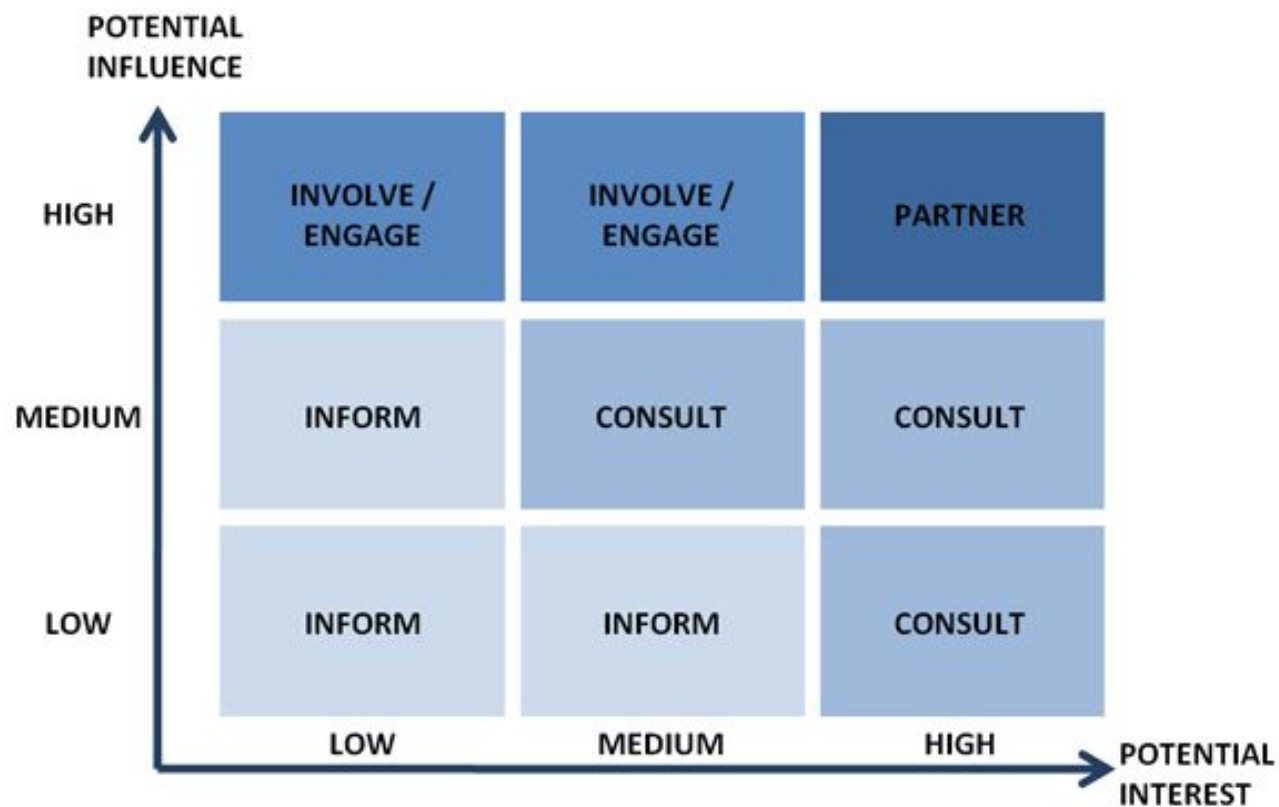 POTENTIAL
INFLUENCE
HIGH
INVOLVE /
ENGAGE
INVOLVE /
ENGAGE
PARTNER
MEDIUM
INFORM
CONSULT
CONSULT
LOW
INFORM
INFORM
CONSULT
LOW
MEDIUM
HIGH
POTENTIAL
INTEREST